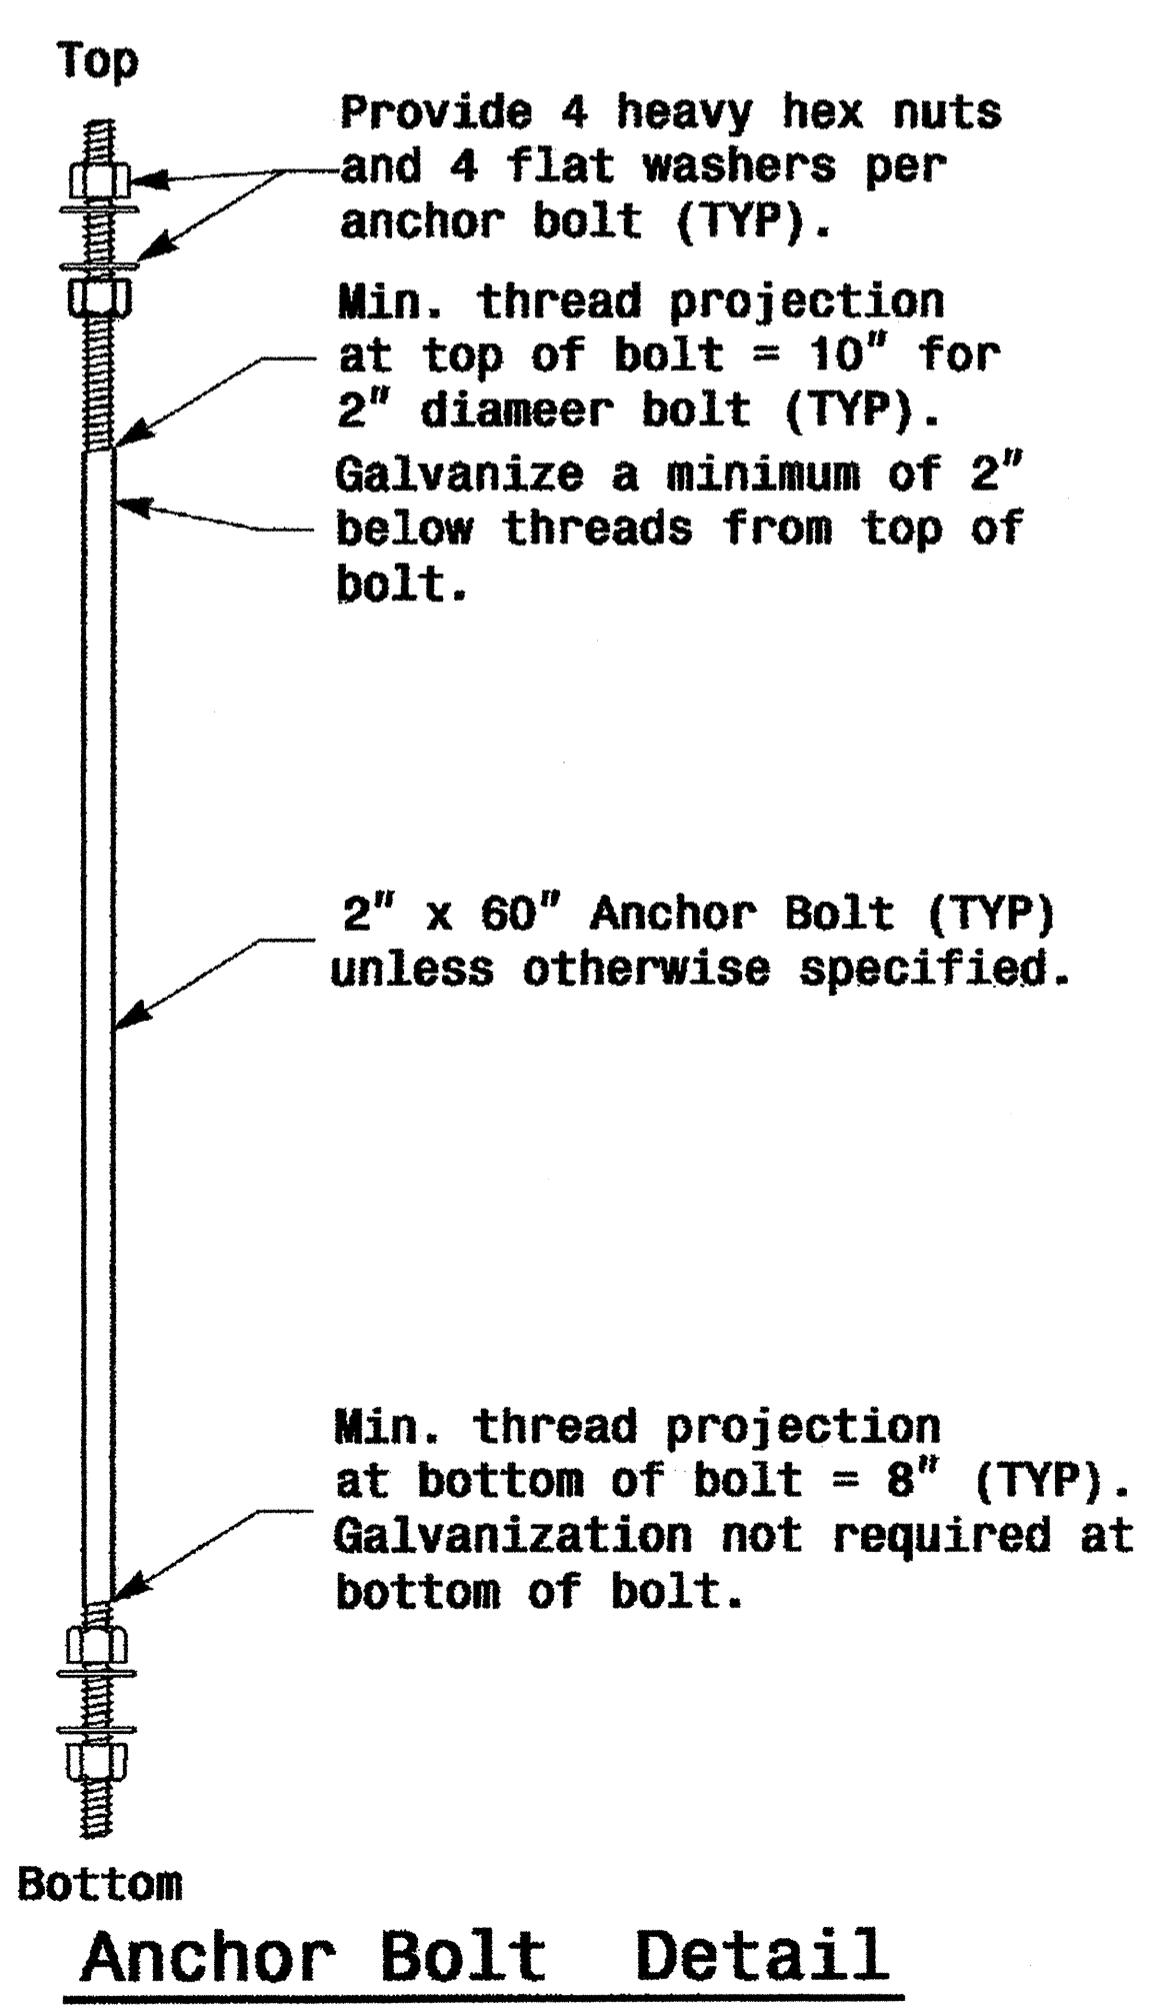 Top
Provide 4 heavy hex nuts
and 4 flat washers per
anchor bolt (TYP).
Min. thread projection
at top of bolt = 10" for
2" diameer bolt (TYP).
Galvanize a minimum of 2"
below threads from top of
bolt.
2" x 60" Anchor Bolt (TYP)
unless otherwise specified.
Min. thread projection
at bottom of bolt = 8" (TYP).
Galvanization not required at
bottom of bolt.
Bottom
Anchor Bolt Detail